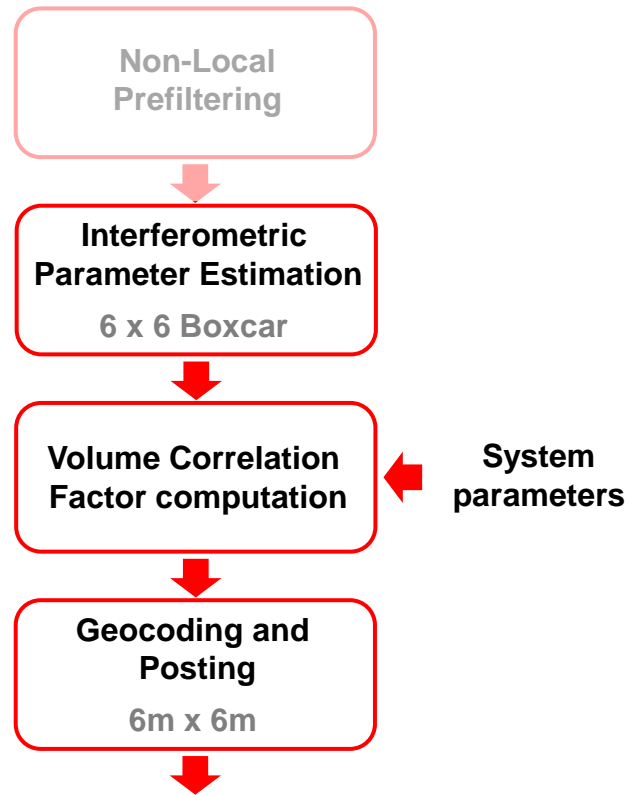 Non-Local
Prefiltering
Interferometric
Parameter Estimation
6 x 6 Boxcar
Volume Correlation
Factor computation
System
parameters
Geocoding and
Posting
6m x 6m